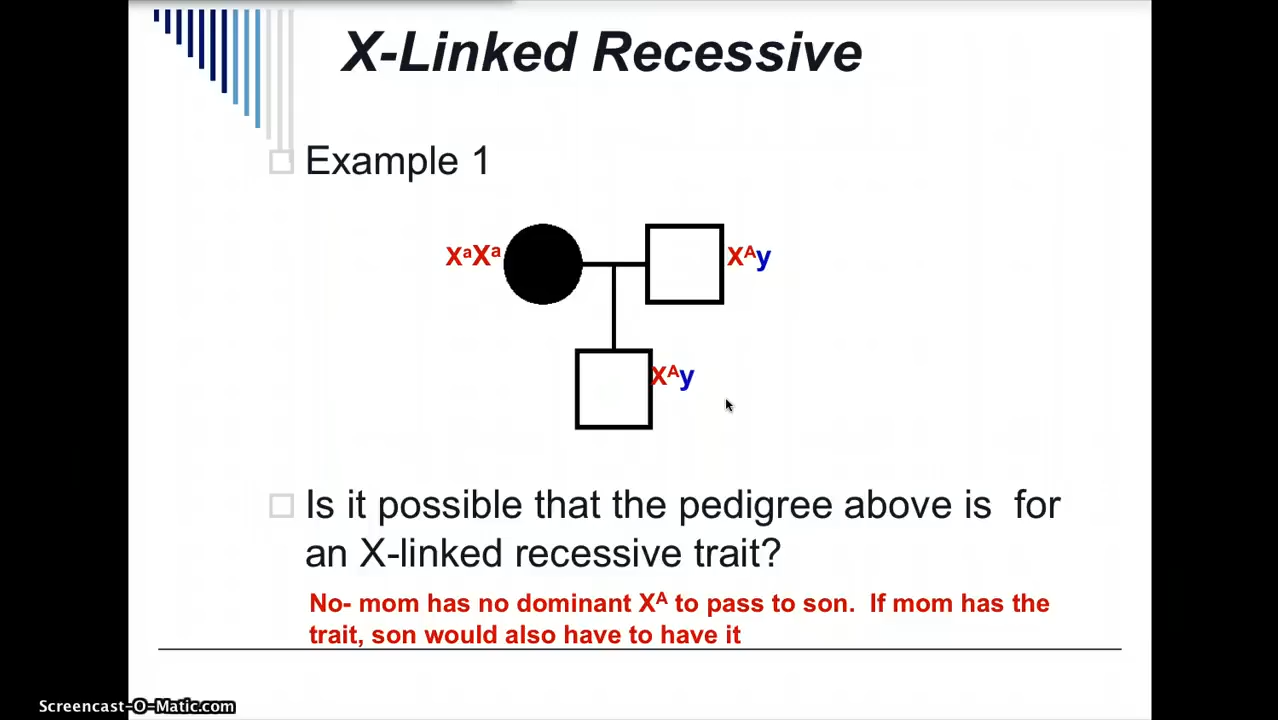 X-Linked Recessive
Example 1
XᵃXᵃ
Xᴬy
Xᴬy
Is it possible that the pedigree above is  for
an X-linked recessive trait?
No- mom has no dominant Xᴬ to pass to son.  If mom has the
trait, son would also have to have it
Screencast-O-Matic.com